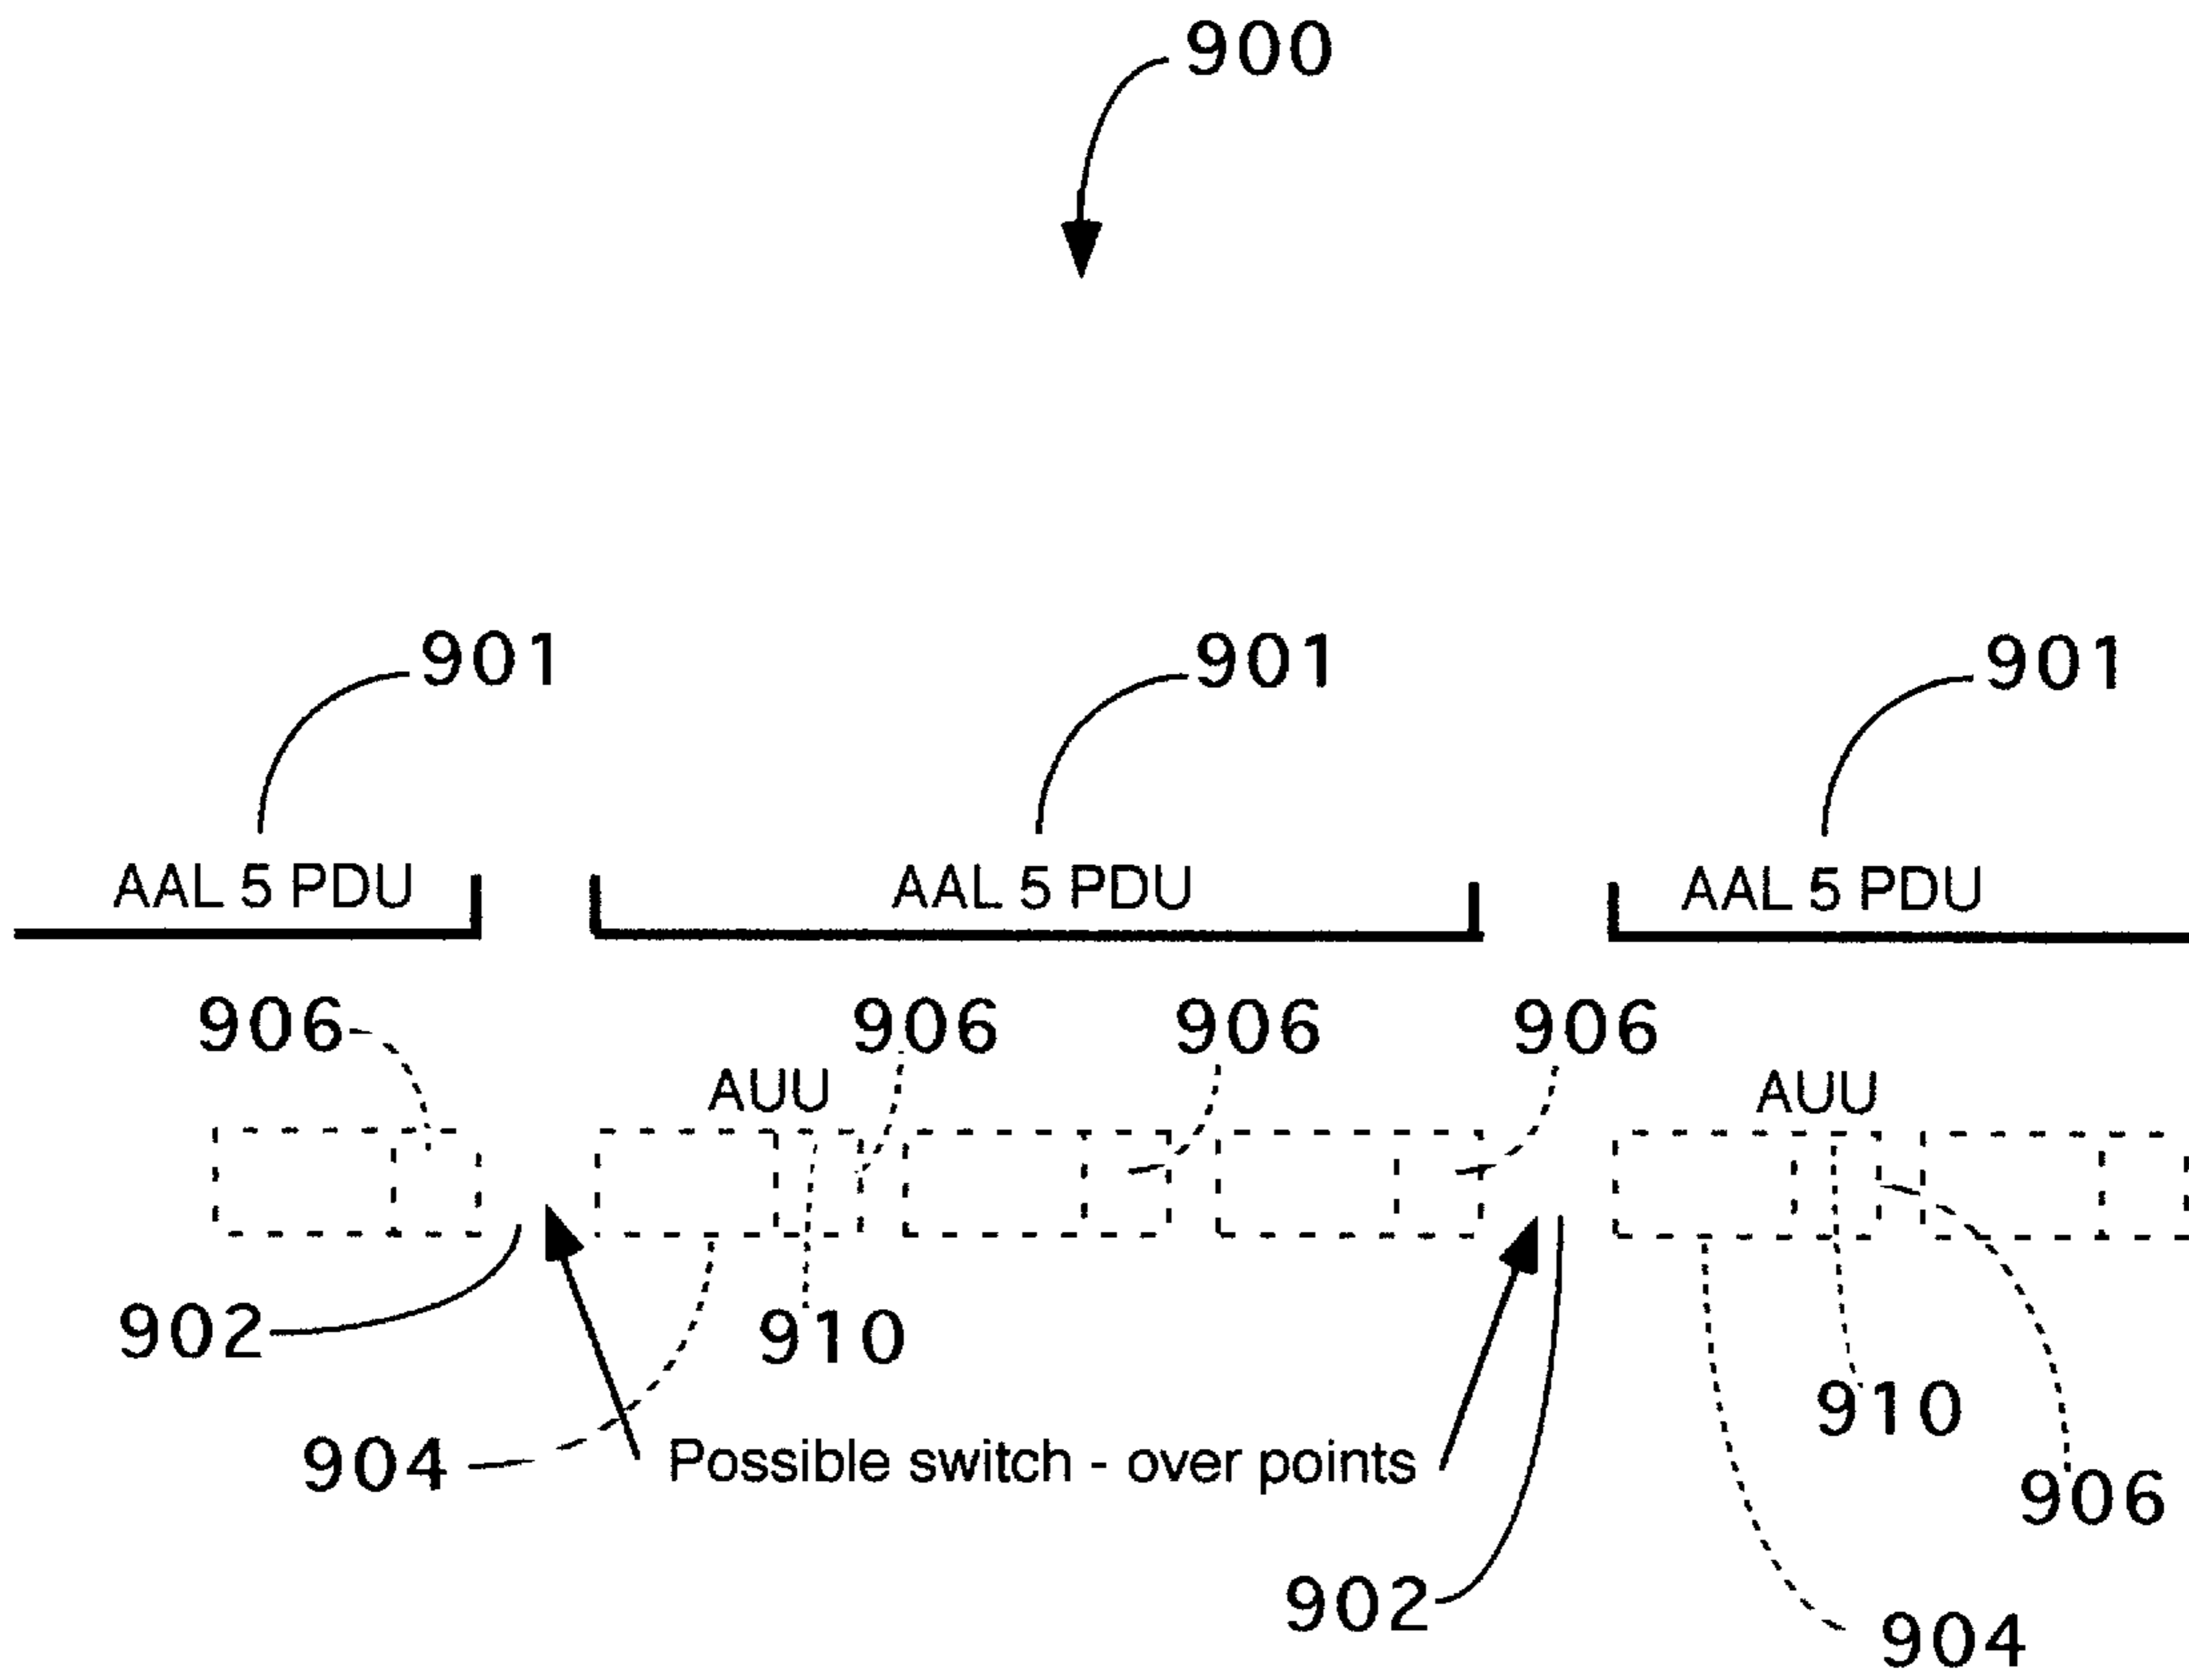 900
901 901 901
AAL 5 PDU AAL 5 PDU AAL 5 PDU
906 906 906 906
AUU AUU
902 910
910
904 Possible switch - over points
906
902
904